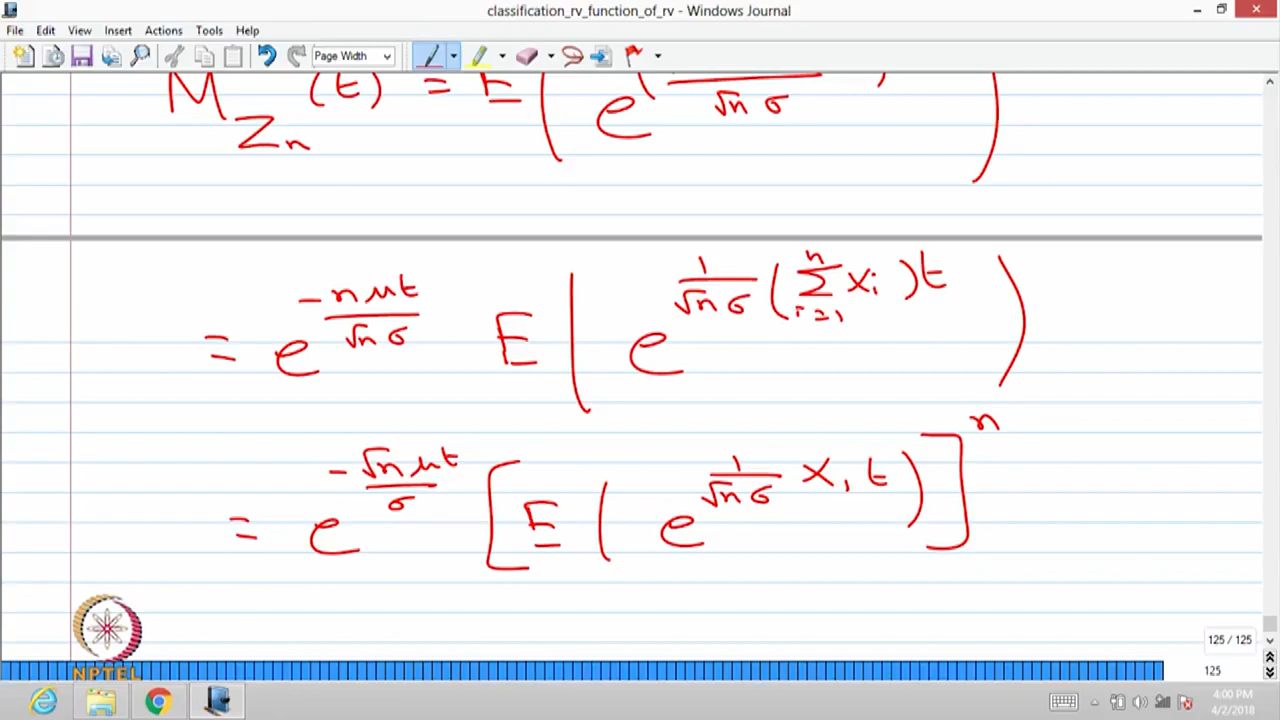 classification_rv_function_of_rv - Windows Journal
File Edit View Insert Actions Tools Help
Page Width
M_{Z_n}(t) = E( e^{( / √n σ)} )
= e^{-nμt / √n σ} E( e^{1/√n σ (∑_{i=1}^{n} X_i) t} )
= e^{-√n μt / σ} [ E( e^{1/√n σ X_1 t} ) ]^n
NPTEL
125 / 125
125
4:00 PM
4/2/2018